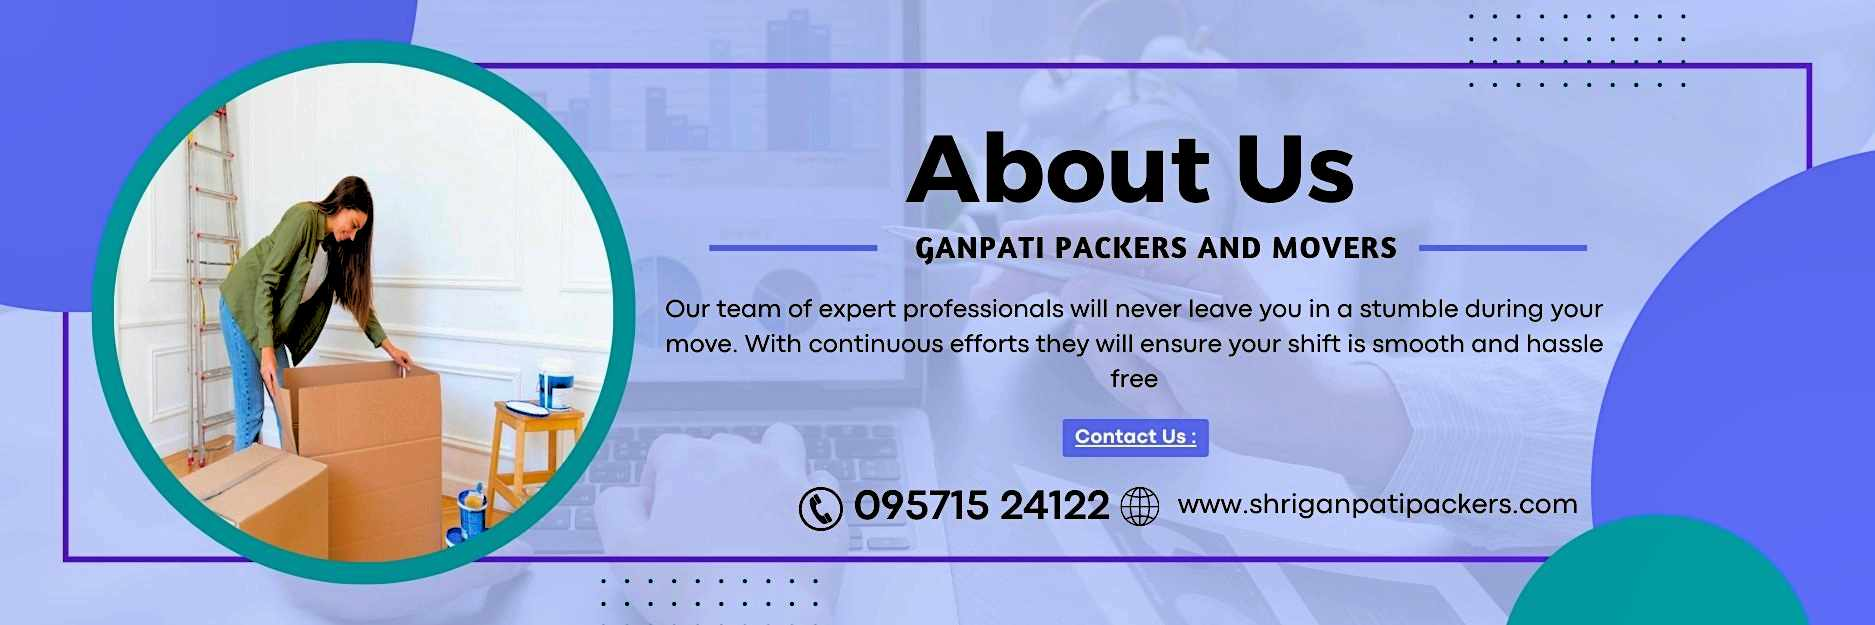 About Us
GANPATI PACKERS AND MOVERS
Our team of expert professionals will never leave you in a stumble during your
move. With continuous efforts they will ensure your shift is smooth and hassle
free
Contact Us :
095715 24122 www.shriganpatipackers.com